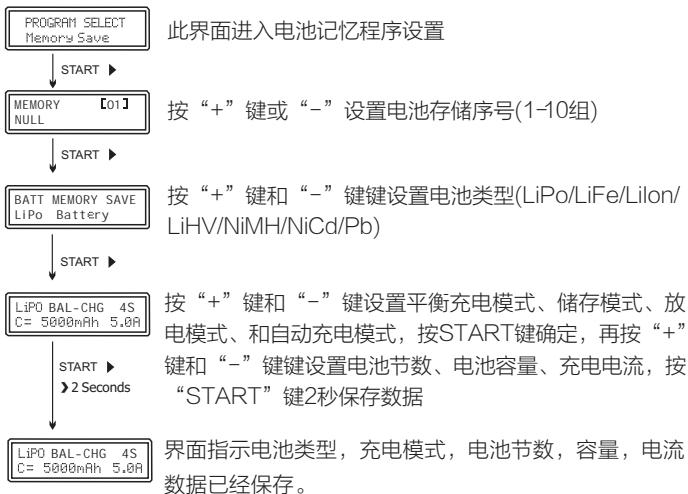 PROGRAM SELECT
Memory Save
此界面进入电池记忆程序设置
START
MEMORY 【01】
NULL
按“+”键或“-”设置电池存储序号(1-10组)
START
BATT MEMORY SAVE
LiPo Battery
按“+”键和“-”键键设置电池类型(LiPo/LiFe/LiIon/
LiHV/NiMH/NiCd/Pb)
START
LiPO BAL-CHG 4S
C= 5000mAh 5.0A
按“+”键和“-”键设置平衡充电模式、储存模式、放
电模式、和自动充电模式，按START键确定，再按“+”
键和“-”键键设置电池节数、电池容量、充电电流，按
“START”键2秒保存数据
START
2 Seconds
LiPO BAL-CHG 4S
C= 5000mAh 5.0A
界面指示电池类型，充电模式，电池节数，容量，电流
数据已经保存。